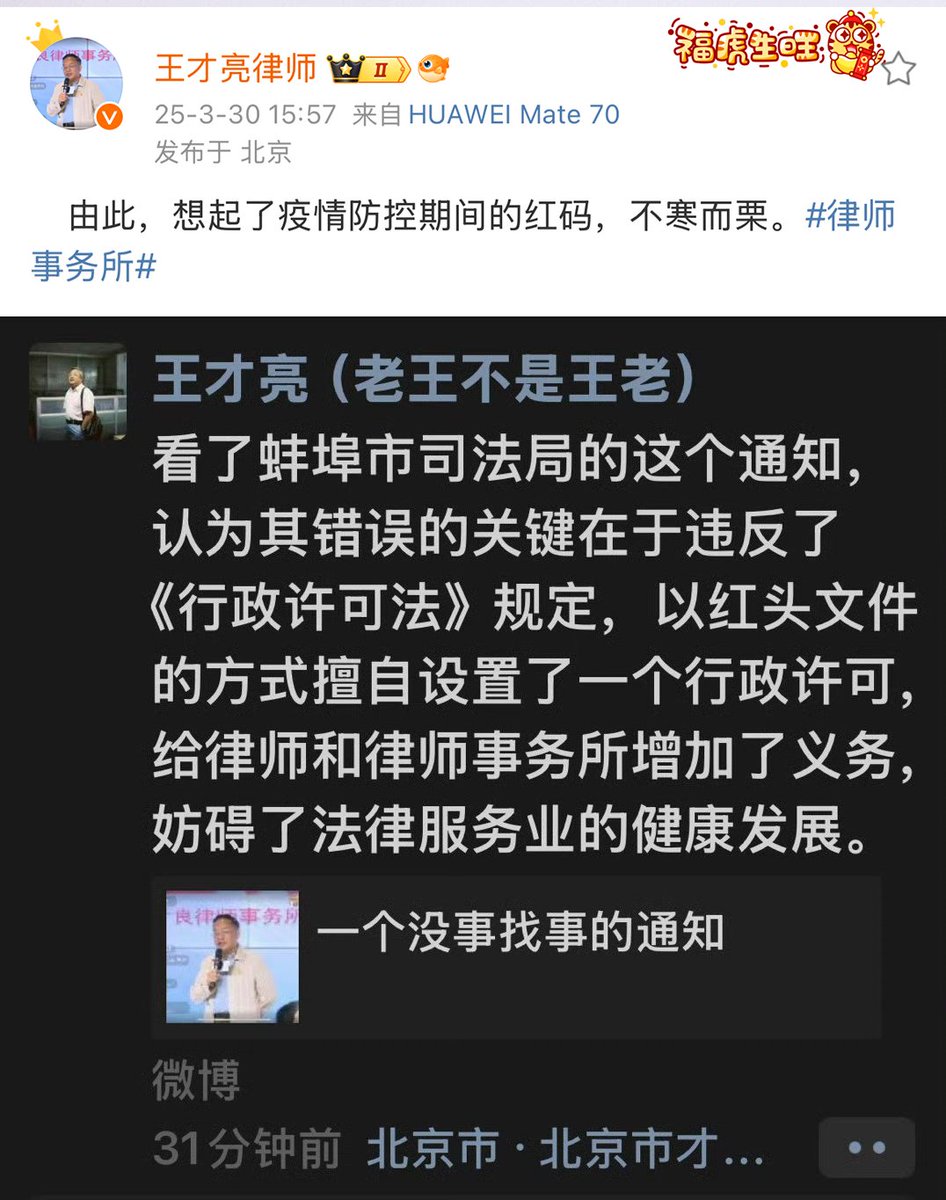 福虎生旺
王才亮律师 II
25-3-30 15:57 来自 HUAWEI Mate 70
发布于 北京
由此，想起了疫情防控期间的红码，不寒而栗。#律师
事务所#
王才亮（老王不是王老）
看了蚌埠市司法局的这个通知，
认为其错误的关键在于违反了
《行政许可法》规定，以红头文件
的方式擅自设置了一个行政许可，
给律师和律师事务所增加了义务，
妨碍了法律服务业的健康发展。
良律师事务所
一个没事找事的通知
微博
31分钟前 北京市 · 北京市才...